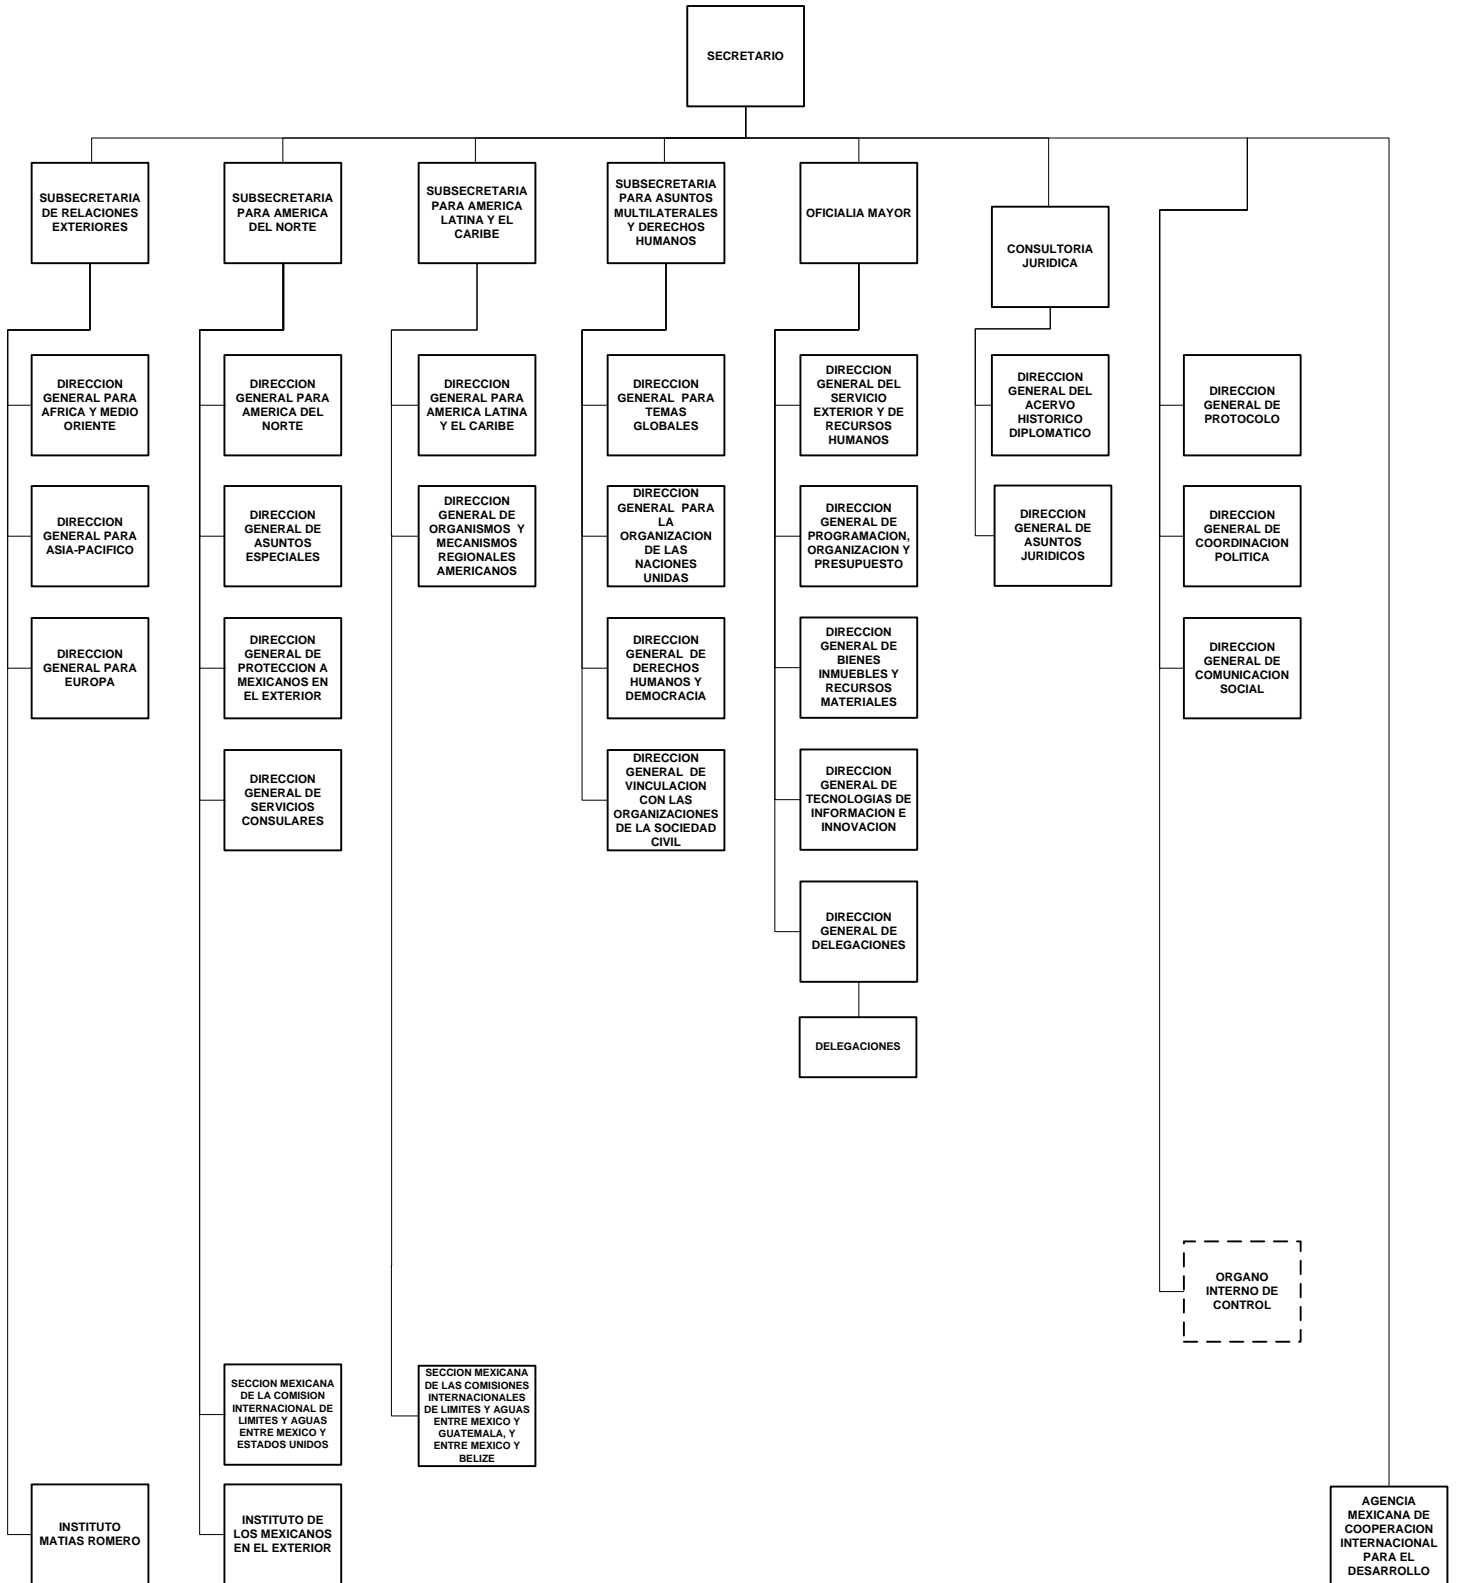 SECRETARIO
SUBSECRETARIA
DE RELACIONES
EXTERIORES
SUBSECRETARIA
PARA AMERICA
DEL NORTE
SUBSECRETARIA
PARA AMERICA
LATINA Y EL
CARIBE
SUBSECRETARIA
PARA ASUNTOS
MULTILATERALES
Y DERECHOS
HUMANOS
OFICIALIA MAYOR
CONSULTORIA
JURIDICA
DIRECCION
GENERAL PARA
AFRICA Y MEDIO
ORIENTE
DIRECCION
GENERAL PARA
AMERICA DEL
NORTE
DIRECCION
GENERAL PARA
AMERICA LATINA
Y EL CARIBE
DIRECCION
GENERAL PARA
TEMAS
GLOBALES
DIRECCION
GENERAL DEL
SERVICIO
EXTERIOR Y DE
RECURSOS
HUMANOS
DIRECCION
GENERAL DEL
ACERVO
HISTORICO
DIPLOMATICO
DIRECCION
GENERAL DE
PROTOCOLO
DIRECCION
GENERAL PARA
ASIA-PACIFICO
DIRECCION
GENERAL DE
ASUNTOS
ESPECIALES
DIRECCION
GENERAL DE
ORGANISMOS Y
MECANISMOS
REGIONALES
AMERICANOS
DIRECCION
GENERAL PARA
LA
ORGANIZACION
DE LAS
NACIONES
UNIDAS
DIRECCION
GENERAL DE
PROGRAMACION,
ORGANIZACION Y
PRESUPUESTO
DIRECCION
GENERAL DE
ASUNTOS
JURIDICOS
DIRECCION
GENERAL DE
COORDINACION
POLITICA
DIRECCION
GENERAL PARA
EUROPA
DIRECCION
GENERAL DE
PROTECCION A
MEXICANOS EN
EL EXTERIOR
DIRECCION
GENERAL DE
DERECHOS
HUMANOS Y
DEMOCRACIA
DIRECCION
GENERAL DE
BIENES
INMUEBLES Y
RECURSOS
MATERIALES
DIRECCION
GENERAL DE
COMUNICACION
SOCIAL
DIRECCION
GENERAL DE
SERVICIOS
CONSULARES
DIRECCION
GENERAL DE
VINCULACION
CON LAS
ORGANIZACIONES
DE LA SOCIEDAD
CIVIL
DIRECCION
GENERAL DE
TECNOLOGIAS DE
INFORMACION E
INNOVACION
DIRECCION
GENERAL DE
DELEGACIONES
DELEGACIONES
ORGANO
INTERNO DE
CONTROL
SECCION MEXICANA
DE LA COMISION
INTERNACIONAL DE
LIMITES Y AGUAS
ENTRE MEXICO Y
ESTADOS UNIDOS
SECCION MEXICANA
DE LAS COMISIONES
INTERNACIONALES
DE LIMITES Y AGUAS
ENTRE MEXICO Y
GUATEMALA, Y
ENTRE MEXICO Y
BELIZE
INSTITUTO
MATIAS ROMERO
INSTITUTO DE
LOS MEXICANOS
EN EL EXTERIOR
AGENCIA
MEXICANA DE
COOPERACION
INTERNACIONAL
PARA EL
DESARROLLO